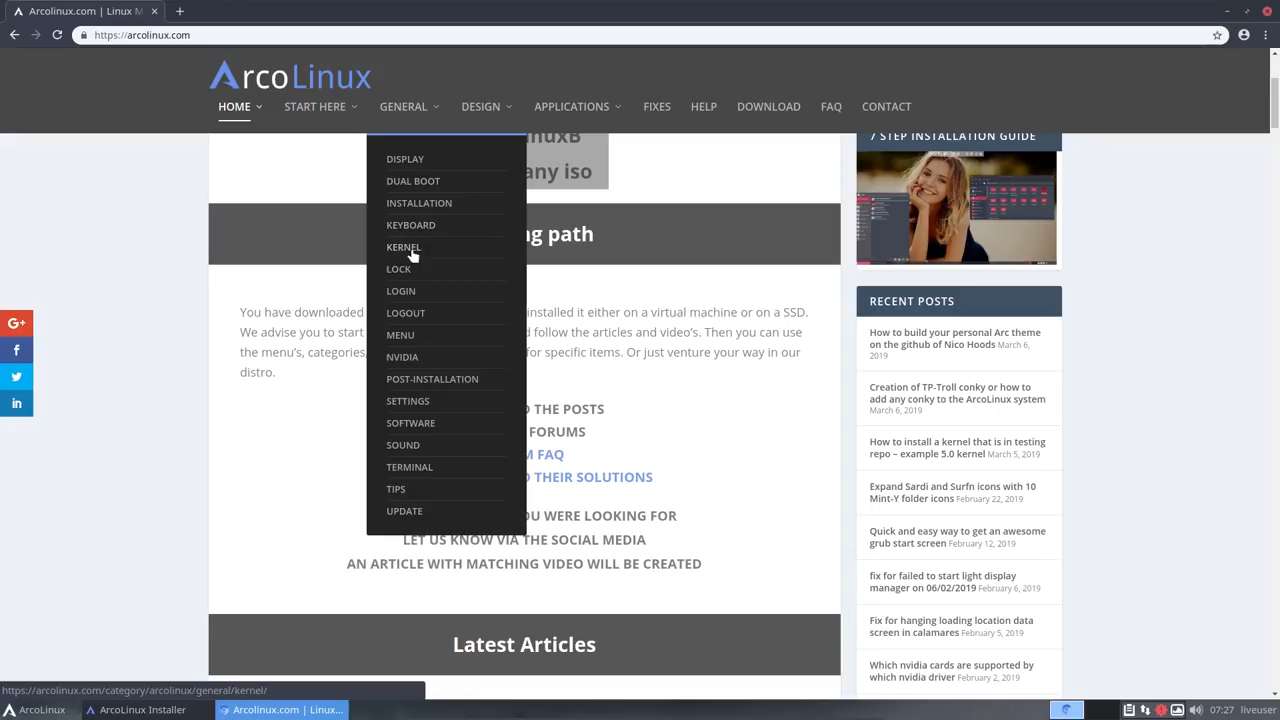 Arcolinux.com | Linux M
https://arcolinux.com
ArcoLinux
HOME
START HERE
GENERAL
DESIGN
APPLICATIONS
FIXES
HELP
DOWNLOAD
FAQ
CONTACT
DISPLAY
DUAL BOOT
INSTALLATION
KEYBOARD
KERNEL
LOCK
LOGIN
LOGOUT
MENU
NVIDIA
POST-INSTALLATION
SETTINGS
SOFTWARE
SOUND
TERMINAL
TIPS
UPDATE
inuxB
any iso
ng path
You have downloaded installed it either on a virtual machine or on a SSD.
We advise you to start d follow the articles and video's. Then you can use
the menu's, categories, for specific items. Or just venture your way in our
distro.
O THE POSTS
FORUMS
M FAQ
D THEIR SOLUTIONS
OU WERE LOOKING FOR
LET US KNOW VIA THE SOCIAL MEDIA
AN ARTICLE WITH MATCHING VIDEO WILL BE CREATED
Latest Articles
7 STEP INSTALLATION GUIDE
RECENT POSTS
How to build your personal Arc theme
on the github of Nico Hoods March 6,
2019
Creation of TP-Troll conky or how to
add any conky to the ArcoLinux system
March 6, 2019
How to install a kernel that is in testing
repo – example 5.0 kernel March 5, 2019
Expand Sardi and Surfn icons with 10
Mint-Y folder icons February 22, 2019
Quick and easy way to get an awesome
grub start screen February 12, 2019
fix for failed to start light display
manager on 06/02/2019 February 6, 2019
Fix for hanging loading location data
screen in calamares February 5, 2019
Which nvidia cards are supported by
which nvidia driver February 2, 2019
G+
f
in
https://arcolinux.com/category/arcolinux/general/kernel/
ArcoLinux
ArcoLinux Installer
Arcolinux.com | Linux...
07:27
liveuser